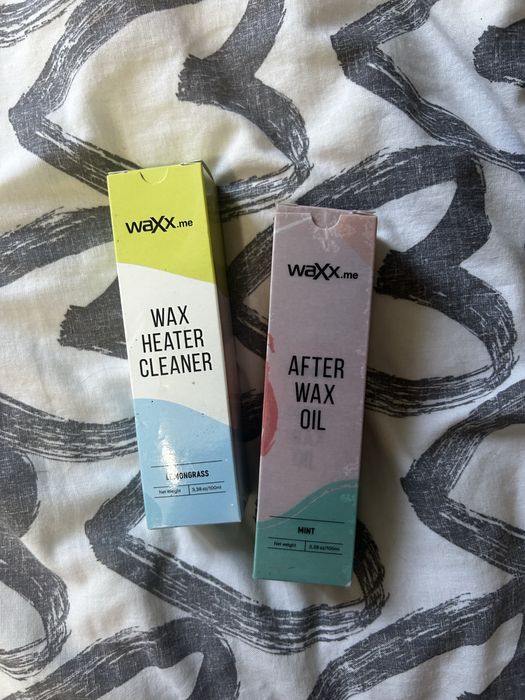 waXx.me
WAX
HEATER
CLEANER
LEMONGRASS
Net Weight 3,38 oz/100ml
waXx.me
AFTER
WAX
OIL
MINT
Net weight 3,38 oz/100ml